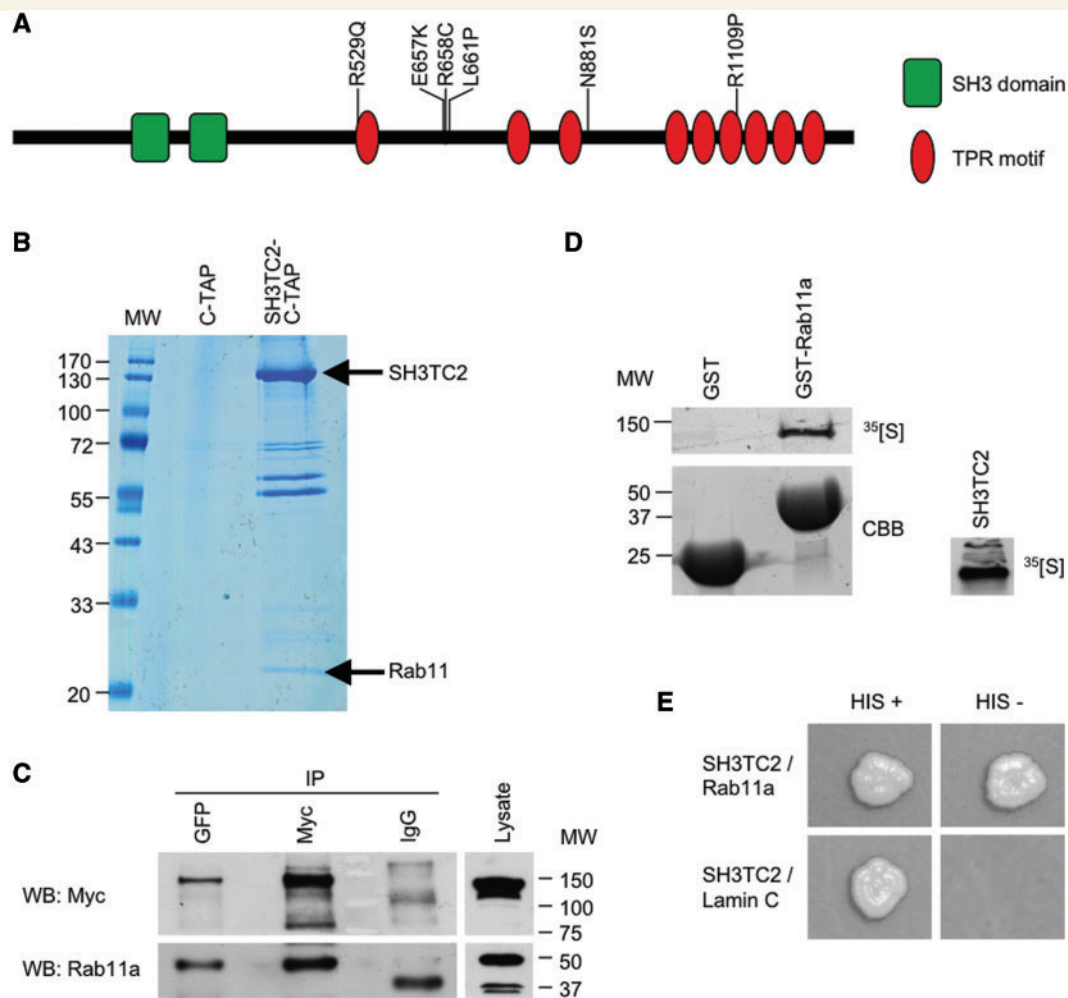 A
R529Q
E657K
R658C
L661P
N881S
R1109P
SH3 domain
TPR motif
B
MW
C-TAP
SH3TC2-
C-TAP
170
130
100
72
55
43
33
20
SH3TC2
Rab11
D
MW
GST
GST-Rab11a
150
35[S]
50
37
25
CBB
SH3TC2
35[S]
C
IP
GFP
Myc
IgG
Lysate
MW
WB: Myc
150
100
75
WB: Rab11a
50
37
E
HIS +
HIS -
SH3TC2 /
Rab11a
SH3TC2 /
Lamin C